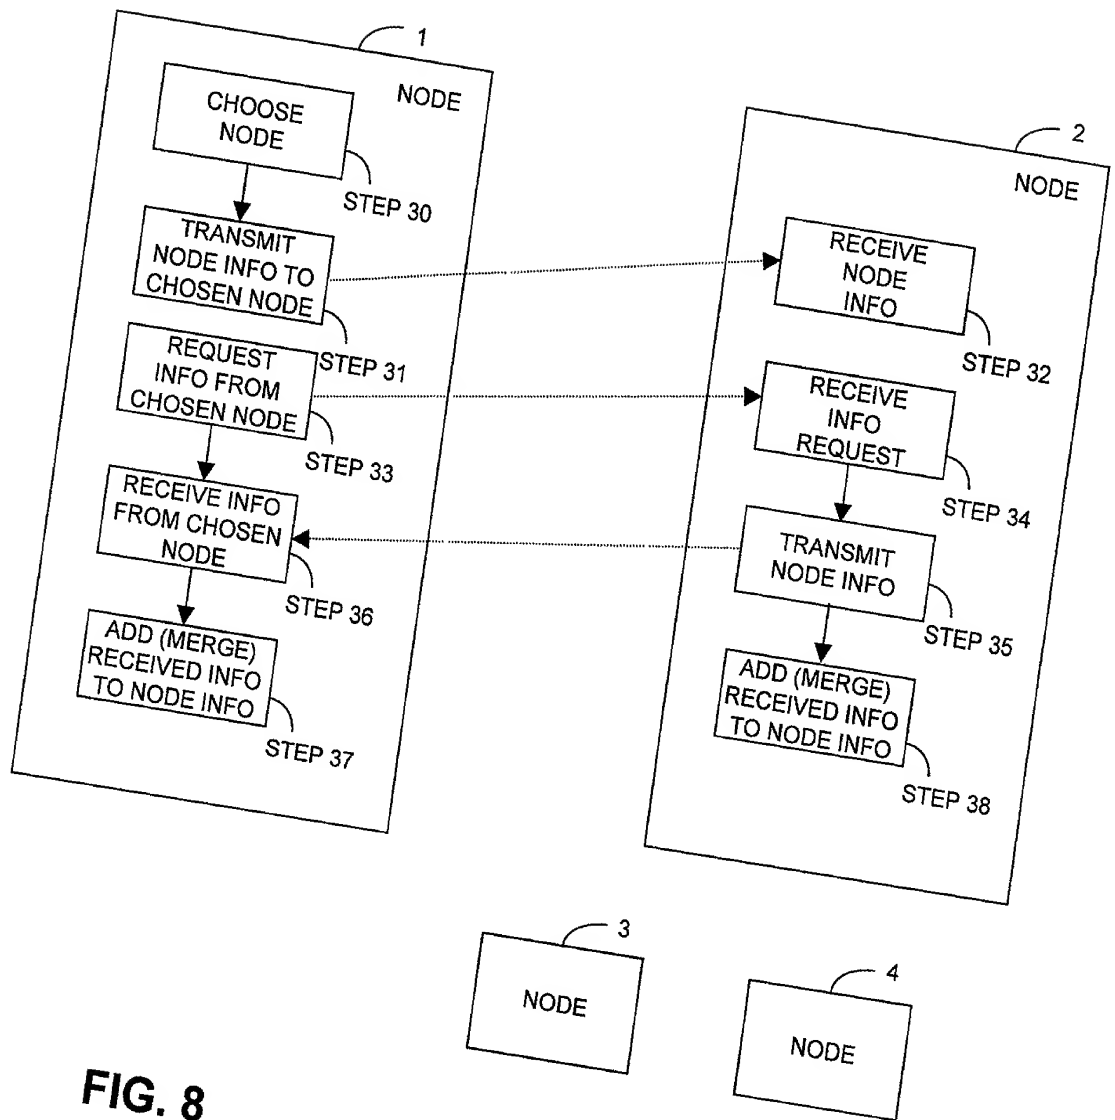 1
NODE
CHOOSE
NODE
STEP 30
TRANSMIT
NODE INFO TO
CHOSEN NODE
STEP 31
REQUEST
INFO FROM
CHOSEN NODE
STEP 33
RECEIVE INFO
FROM CHOSEN
NODE
STEP 36
ADD (MERGE)
RECEIVED INFO
TO NODE INFO
STEP 37
2
NODE
RECEIVE
NODE
INFO
STEP 32
RECEIVE
INFO
REQUEST
STEP 34
TRANSMIT
NODE INFO
STEP 35
ADD (MERGE)
RECEIVED INFO
TO NODE INFO
STEP 38
3
NODE
4
NODE
FIG. 8